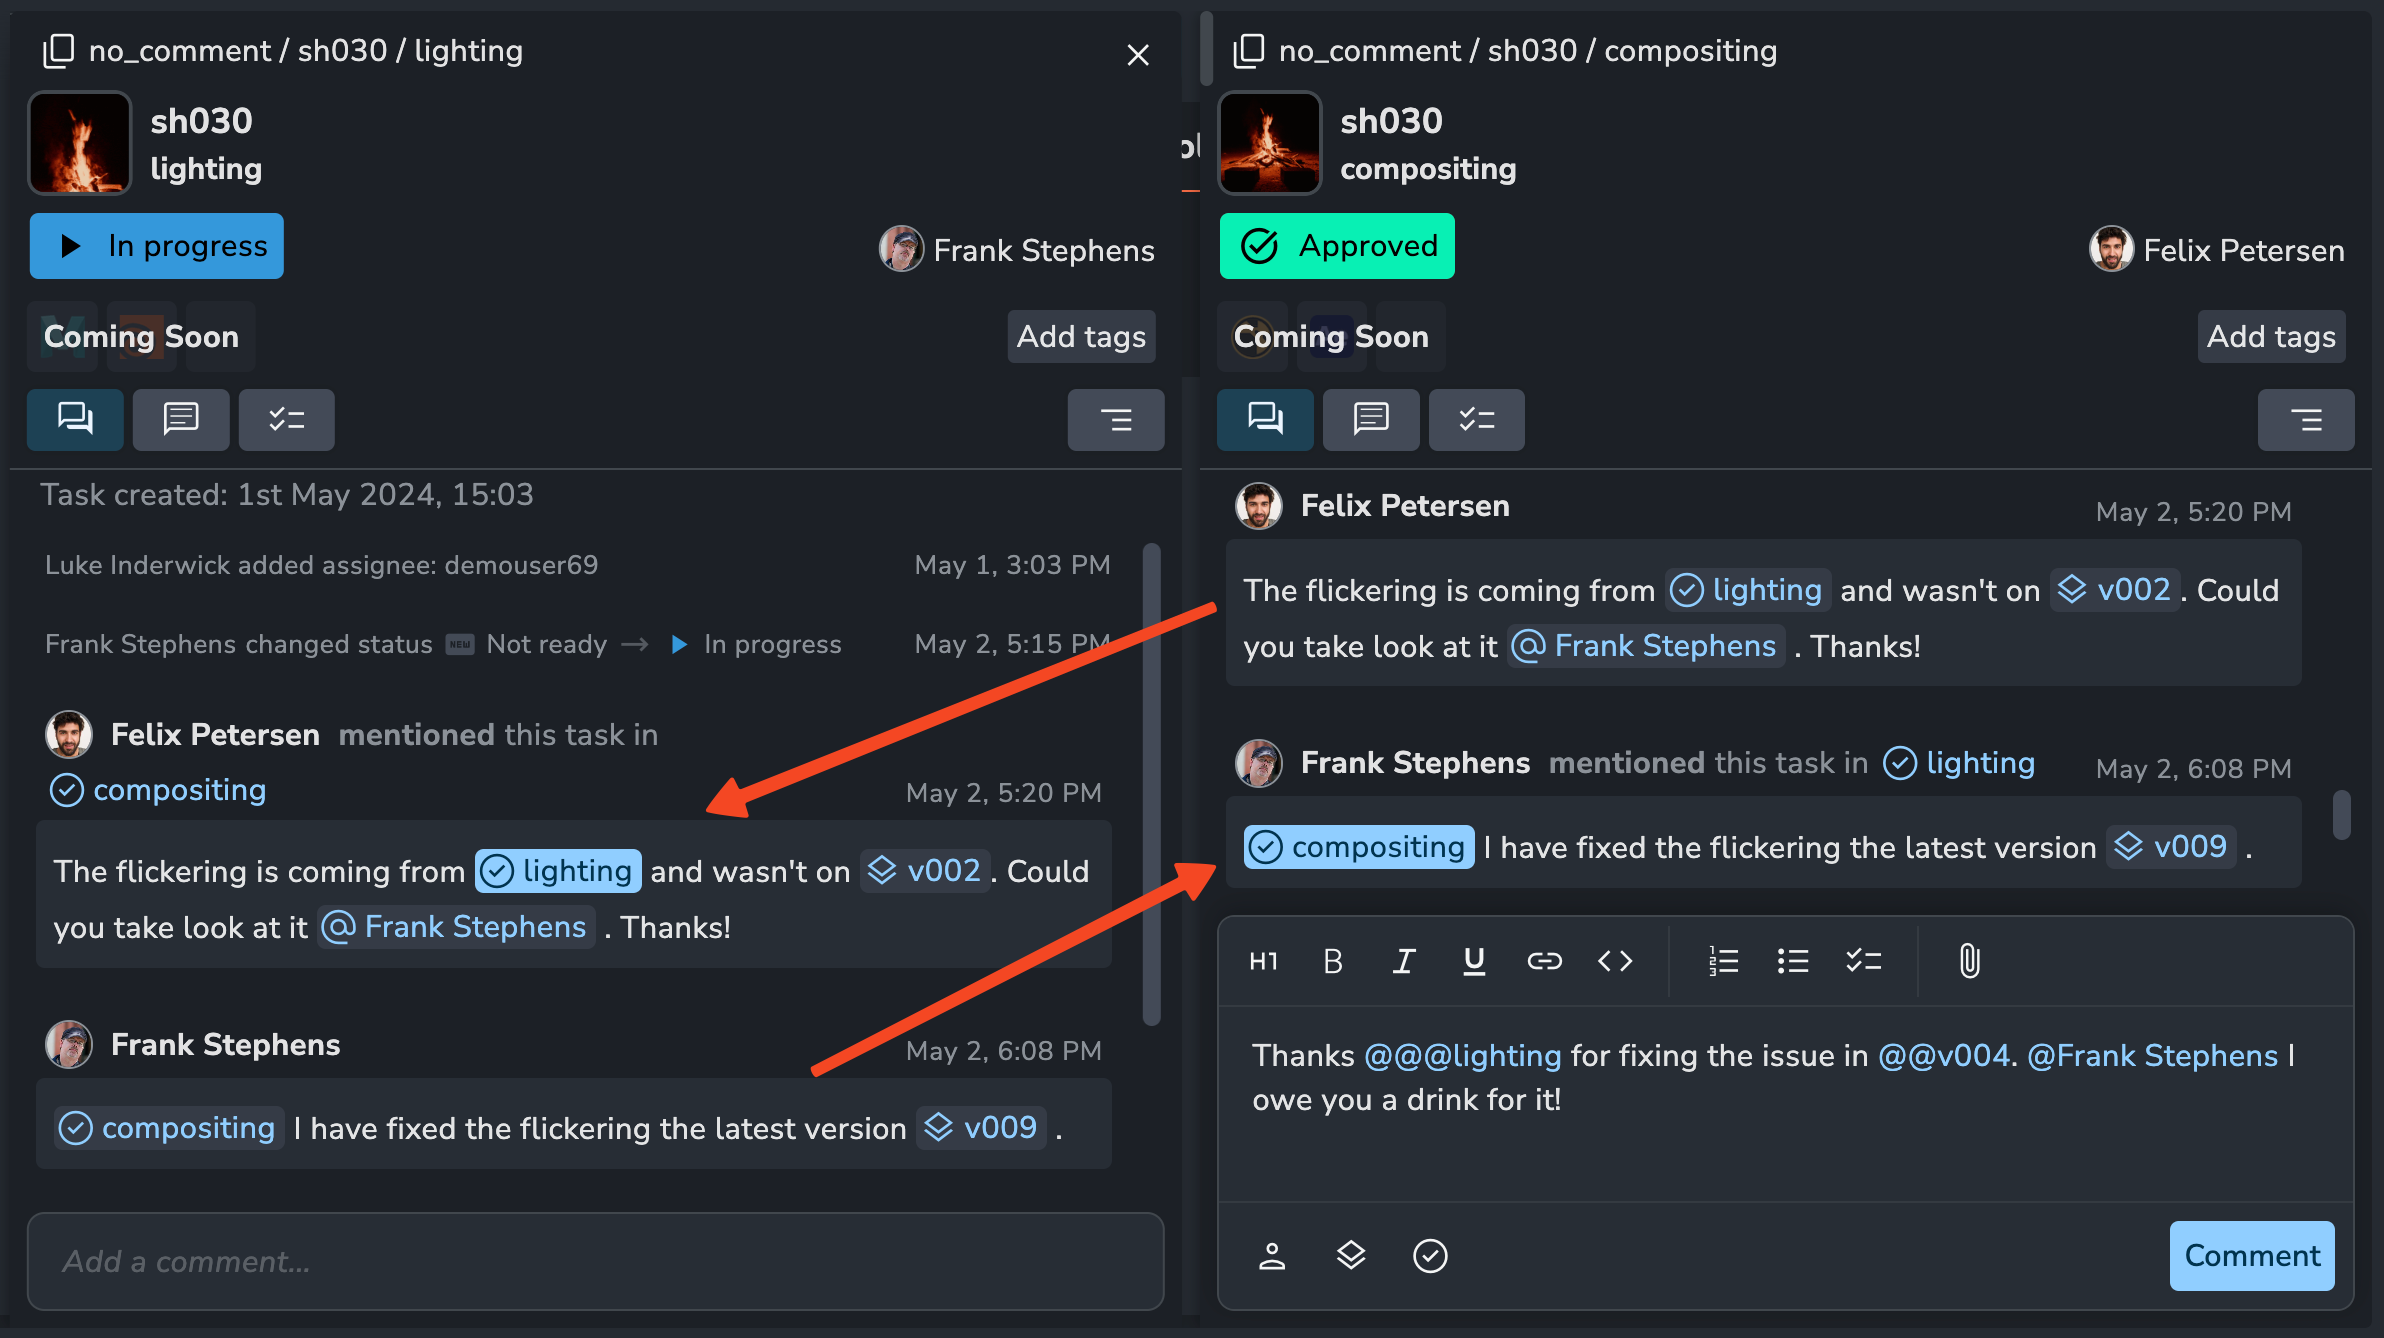 no_comment / sh030 / lighting
sh030
lighting
In progress
Frank Stephens
Coming Soon
Add tags
Task created: 1st May 2024, 15:03
Luke Inderwick added assignee: demouser69 May 1, 3:03 PM
Frank Stephens changed status NEW Not ready → In progress May 2, 5:15 PM
Felix Petersen mentioned this task in
compositing May 2, 5:20 PM
The flickering is coming from lighting and wasn't on v002 . Could
you take look at it @ Frank Stephens . Thanks!
Frank Stephens May 2, 6:08 PM
compositing I have fixed the flickering the latest version v009 .
Add a comment...
no_comment / sh030 / compositing
sh030
compositing
Approved
Felix Petersen
Coming Soon
Add tags
Felix Petersen May 2, 5:20 PM
The flickering is coming from lighting and wasn't on v002 . Could
you take look at it @ Frank Stephens . Thanks!
Frank Stephens mentioned this task in lighting May 2, 6:08 PM
compositing I have fixed the flickering the latest version v009 .
H1 B I U
Thanks @@@lighting for fixing the issue in @@v004. @Frank Stephens I
owe you a drink for it!
Comment